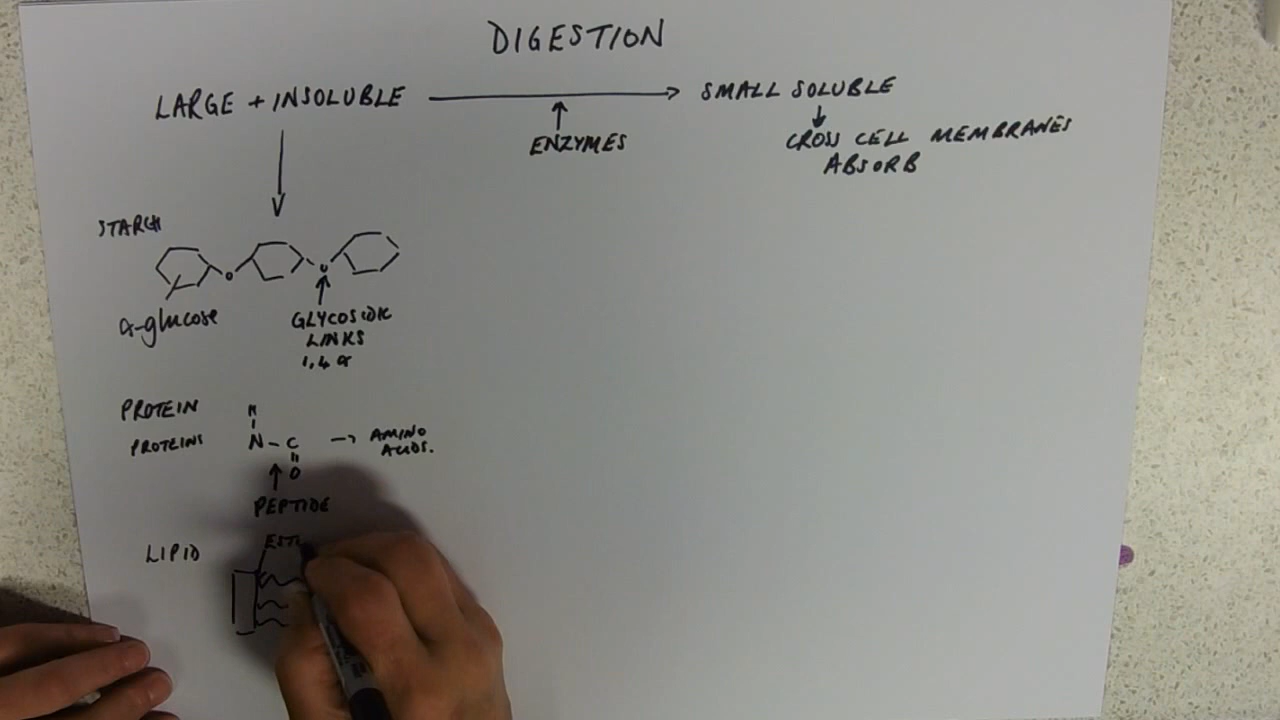 DIGESTION
LARGE + INSOLUBLE
SMALL SOLUBLE
ENZYMES
CROSS CELL MEMBRANES
ABSORB
STARCH
O
O
α-glucose
GLYCOSIDIC
LINKS
1,4 α
PROTEIN
H
PROTEINS
N - C
AMINO
ACIDS.
O
PEPTIDE
LIPID
EST